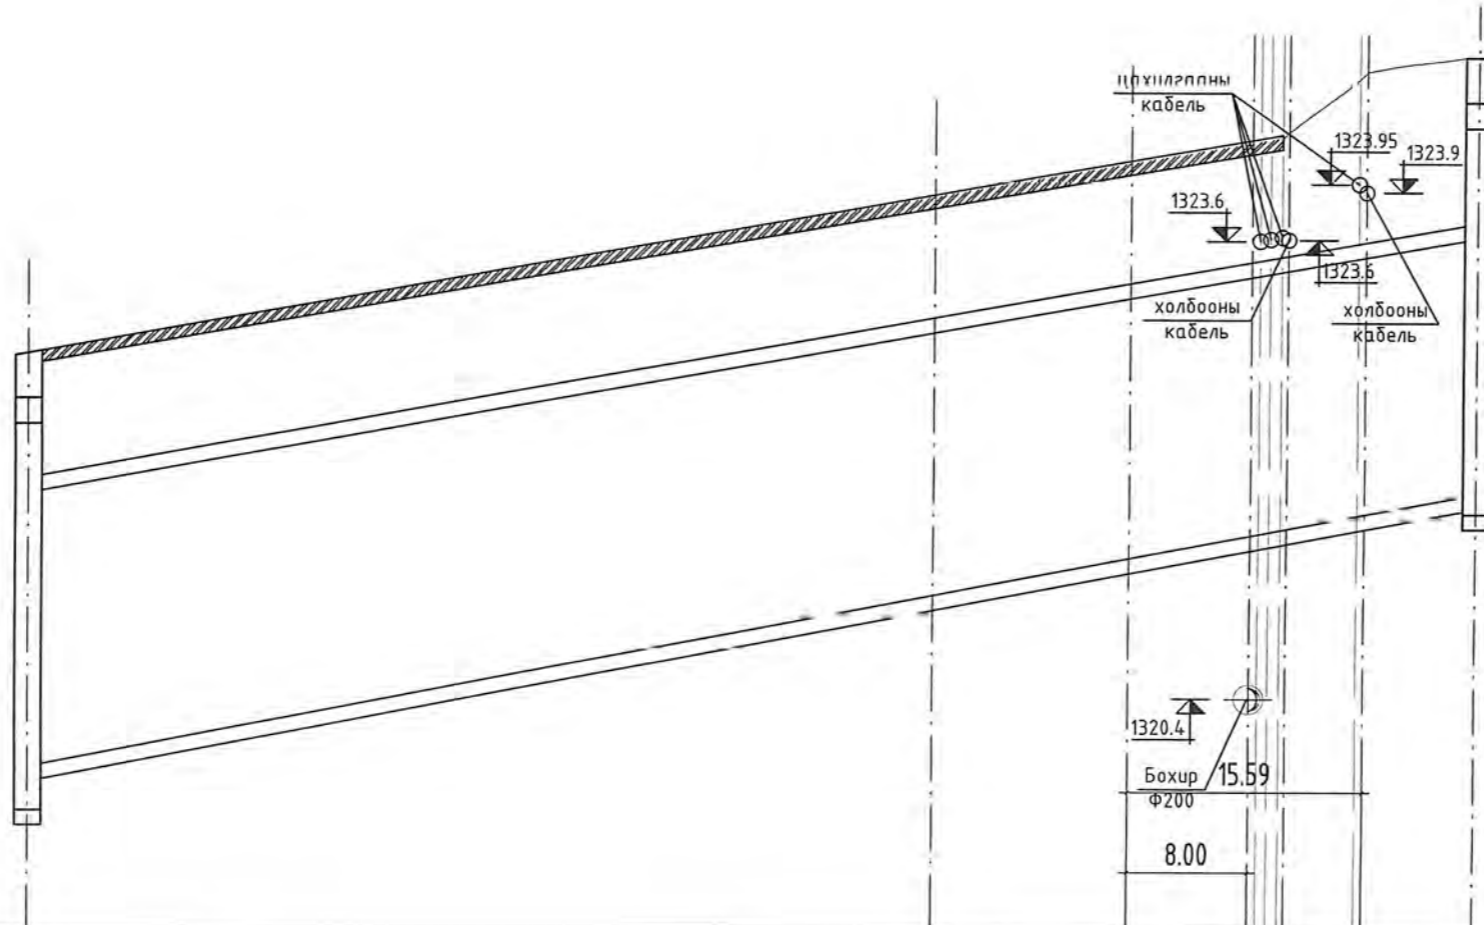 цахилгааны
кабель
1323.95
1323.9
1323.6
1323.6
холбооны
кабель
холбооны
кабель
1320.4
Бохир
Ф200
15.59
8.00